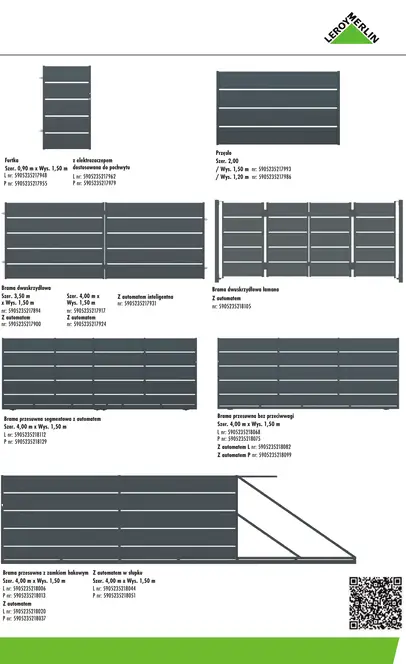 LEROY MERLIN
Furtka
Szer. 0,90 m x Wys. 1,50 m
L nr: 5905235217948
P nr: 5905235217955
z elektrozaczepem
dostosowana do pochwytu
L nr: 5905235217962
P nr: 5905235217979
Przęsło
Szer. 2,00
/ Wys. 1,50 m nr: 5905235217993
/ Wys. 1,20 m nr: 5905235217986
Brama dwuskrzydłowa
Szer. 3,50 m
x Wys. 1,50 m
nr: 5905235217894
Z automatem
nr: 5905235217900
Szer. 4,00 m x
Wys. 1,50 m
nr: 5905235217917
Z automatem
nr: 5905235217924
Z automatem inteligentna
nr: 5905235217931
Brama dwuskrzydłowa łamana
Z automatem
nr: 5905235218105
Brama przesuwna segmentowa z automatem
Szer. 4,00 m x Wys. 1,50 m
L nr: 5905235218112
P nr: 5905235218129
Brama przesuwna bez przeciwwagi
Szer. 4,00 m x Wys. 1,50 m
L nr: 5905235218068
P nr: 5905235218075
Z automatem L nr: 5905235218082
Z automatem P nr: 5905235218099
Brama przesuwna z zamkiem hakowym
Szer. 4,00 m x Wys. 1,50 m
L nr: 5905235218006
P nr: 5905235218013
Z automatem
L nr: 5905235218020
P nr: 5905235218037
Z automatem w słupku
Szer. 4,00 m x Wys. 1,50 m
L nr: 5905235218044
P nr: 5905235218051